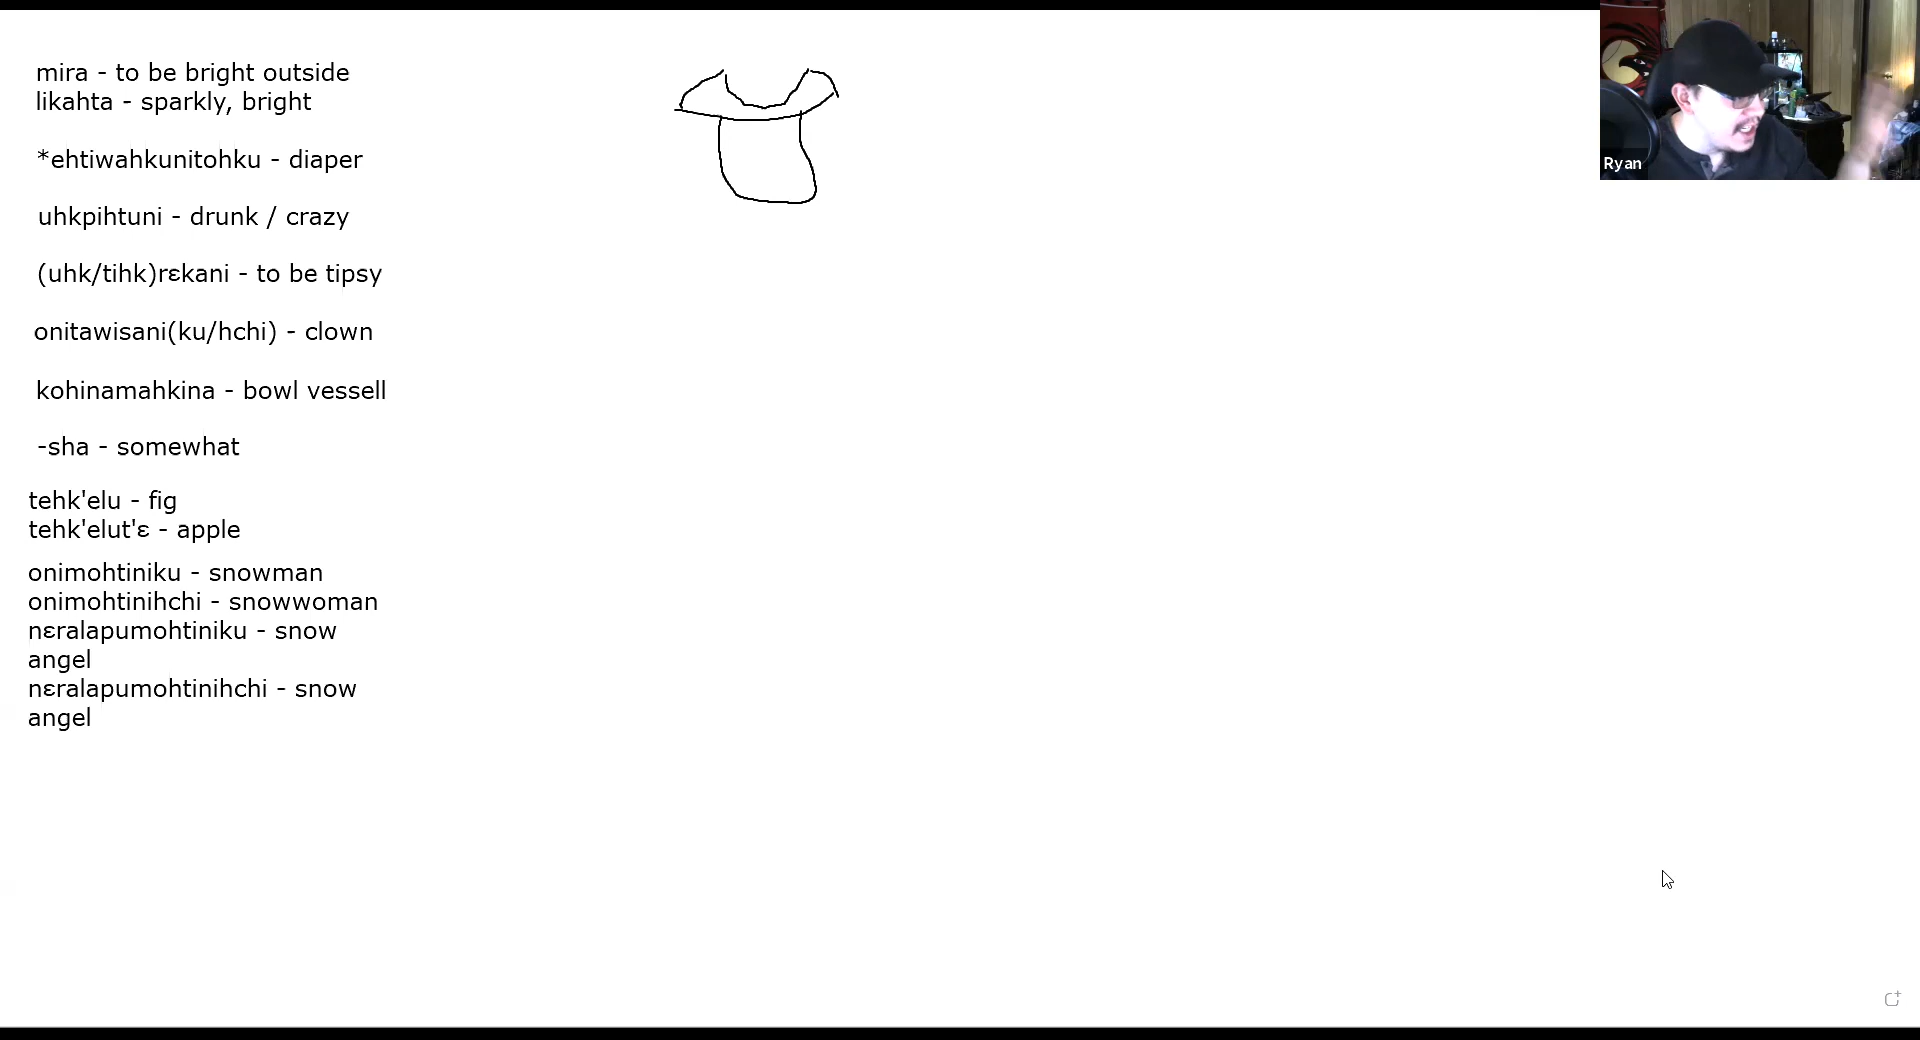 mira - to be bright outside
likahta - sparkly, bright
*ehtiwahkunitohku - diaper
uhkpihtuni - drunk / crazy
(uhk/tihk)rɛkani - to be tipsy
onitawisani(ku/hchi) - clown
kohinamahkina - bowl vessell
-sha - somewhat
tehk'elu - fig
tehk'elut'ɛ - apple
onimohtiniku - snowman
onimohtinihchi - snowwoman
nɛralapumohtiniku - snow
angel
nɛralapumohtinihchi - snow
angel
Ryan